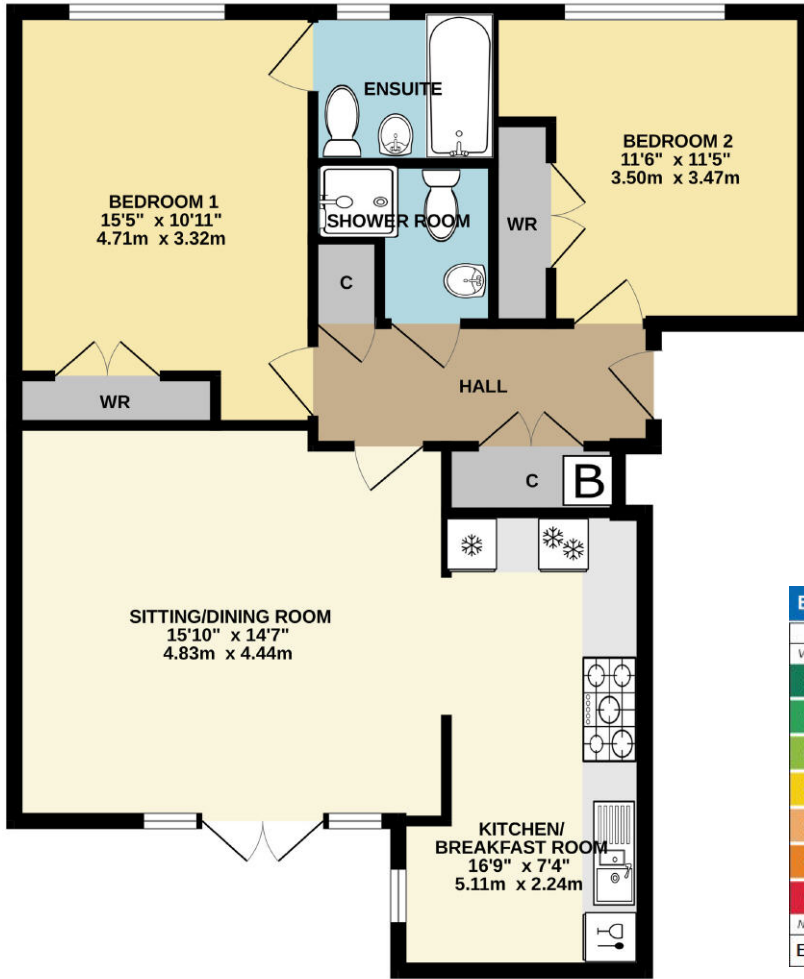 ENSUITE
BEDROOM 2
11'6" x 11'5"
3.50m x 3.47m
BEDROOM 1
15'5" x 10'11"
4.71m x 3.32m
SHOWER ROOM
WR
C
HALL
WR
C
B
SITTING/DINING ROOM
15'10" x 14'7"
4.83m x 4.44m
KITCHEN/
BREAKFAST ROOM
16'9" x 7'4"
5.11m x 2.24m